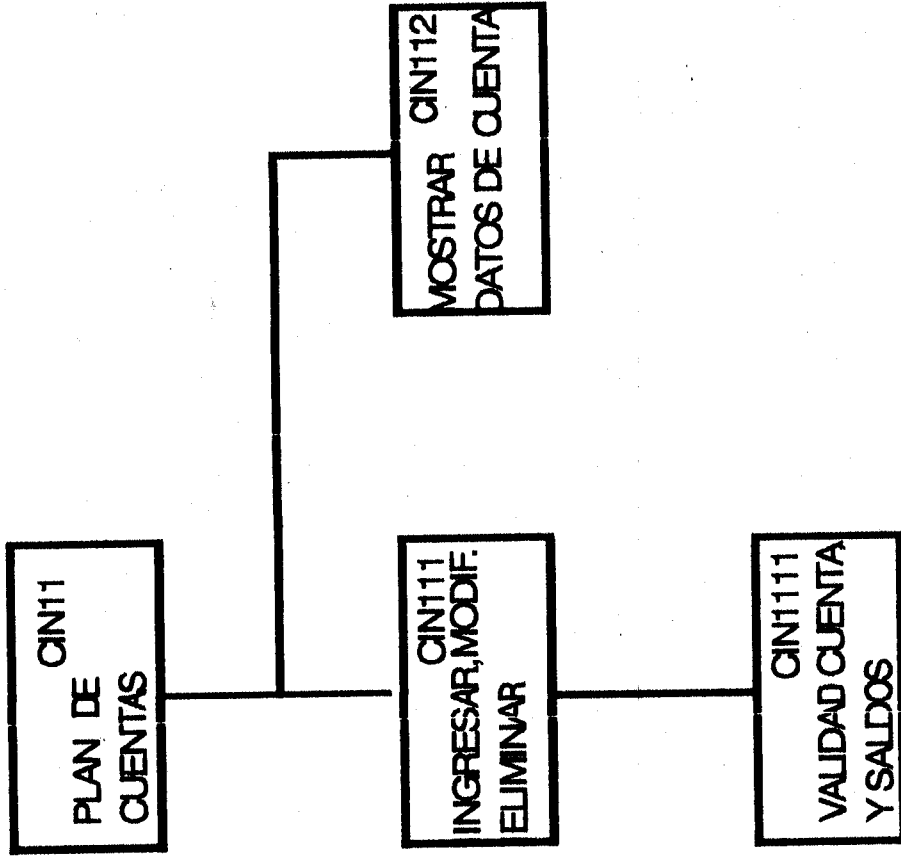 CIN11
PLAN DE
CUENTAS
CIN111
INGRESAR,MODIF.
ELIMINAR
CIN112
MOSTRAR
DATOS DE CUENTA
CIN1111
VALIDAD CUENTA
Y SALDOS